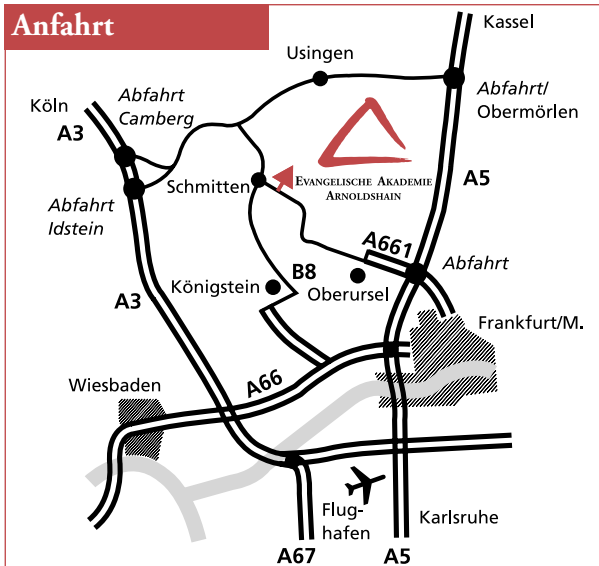 Anfahrt
Kassel
Usingen
Abfahrt/
Obermörlen
Köln
Abfahrt
Camberg
A3
EVANGELISCHE AKADEMIE
ARNOLDSHAIN
A5
Schmitten
Abfahrt
Idstein
A661
Abfahrt
B8
Königstein
Oberursel
A3
Frankfurt/M.
Wiesbaden
A66
Flug-
hafen
Karlsruhe
A67
A5